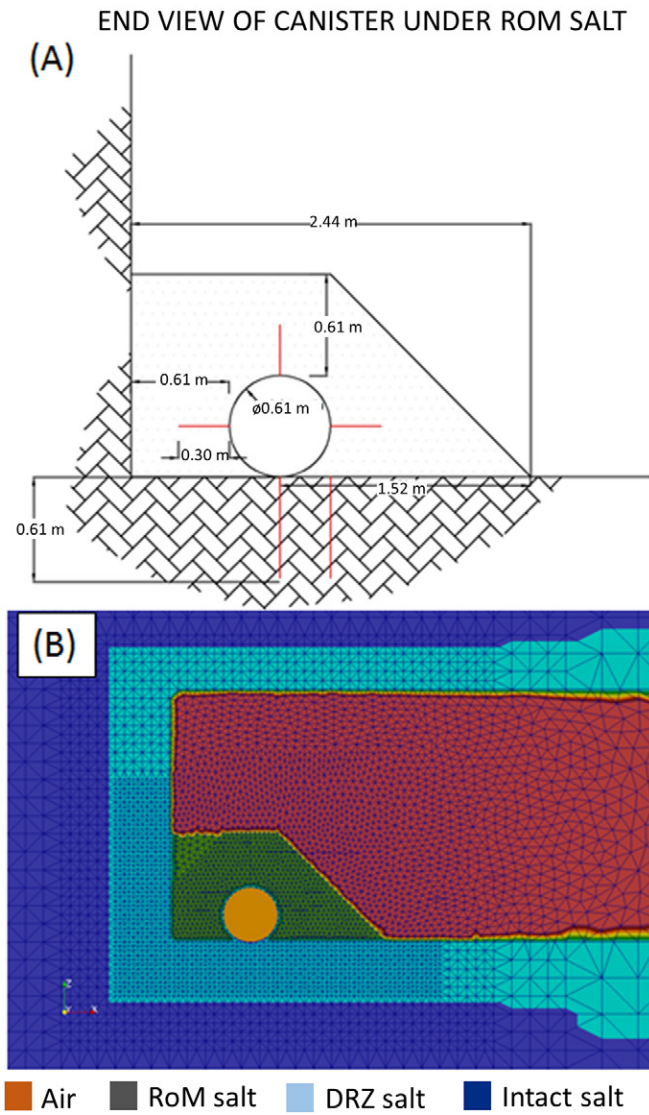 END VIEW OF CANISTER UNDER ROM SALT
(A)
2.44 m
0.61 m
0.61 m
ø0.61 m
0.30 m
1.52 m
0.61 m
(B)
Z
Y X
Air RoM salt DRZ salt Intact salt